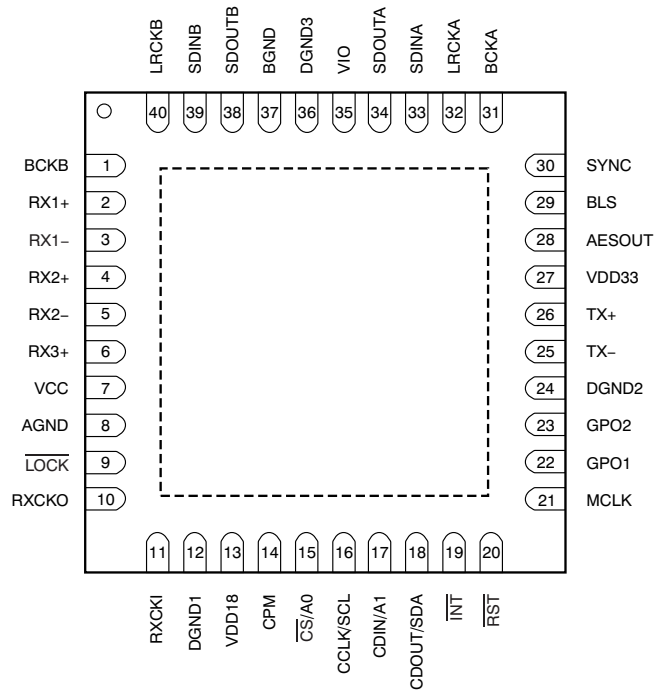 LRCKB
SDINB
SDOUTB
BGND
DGND3
VIO
SDOUTA
SDINA
LRCKA
BCKA
40 39 38 37 36 35 34 33 32 31
BCKB 1
RX1+ 2
RX1− 3
RX2+ 4
RX2− 5
RX3+ 6
VCC 7
AGND 8
LOCK 9
RXCKO 10
30 SYNC
29 BLS
28 AESOUT
27 VDD33
26 TX+
25 TX−
24 DGND2
23 GPO2
22 GPO1
21 MCLK
11 12 13 14 15 16 17 18 19 20
RXCKI
DGND1
VDD18
CPM
CS/A0
CCLK/SCL
CDIN/A1
CDOUT/SDA
INT
RST